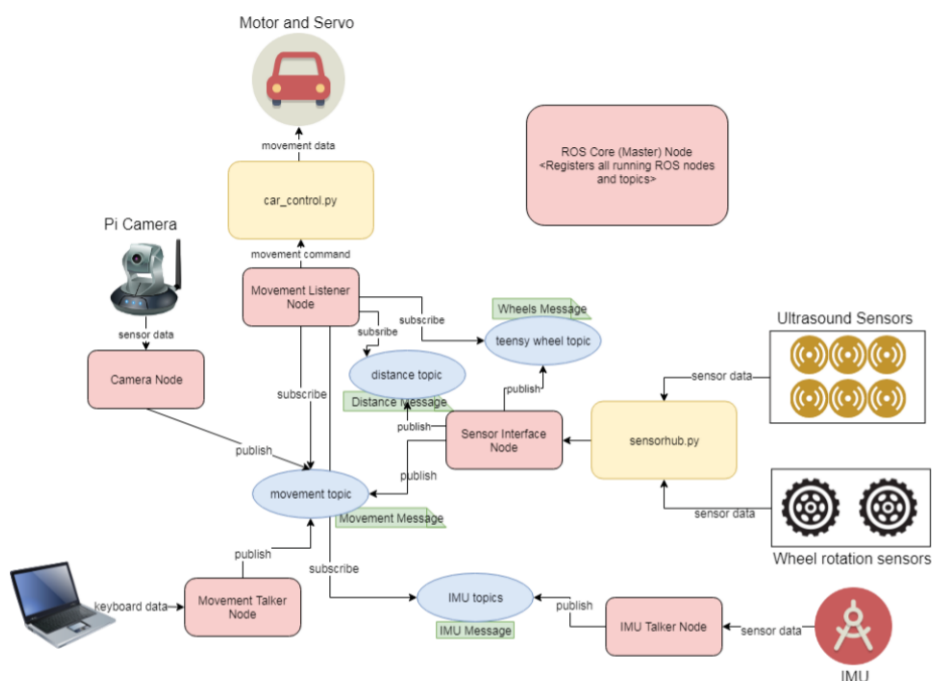 Motor and Servo
movement data
car_control.py
movement command
ROS Core (Master) Node
<Registers all running ROS nodes
and topics>
Pi Camera
sensor data
Camera Node
Movement Listener
Node
subscribe
subsribe
subscribe
Wheels Message
teensy wheel topic
distance topic
Distance Message
publish
publish
Sensor Interface
Node
sensorhub.py
Ultrasound Sensors
sensor data
sensor data
Wheel rotation sensors
publish
publish
movement topic
Movement Message
publish
subscribe
keyboard data
Movement Talker
Node
IMU topics
IMU Message
publish
IMU Talker Node
sensor data
IMU